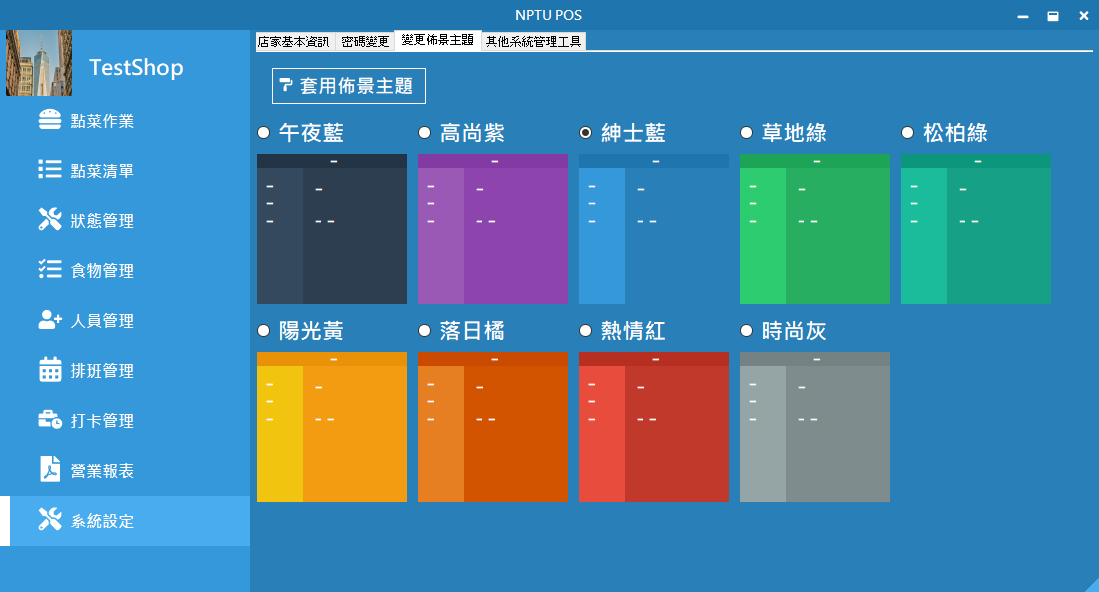 NPTU POS
TestShop
點菜作業
點菜清單
狀態管理
食物管理
人員管理
排班管理
打卡管理
營業報表
系統設定
店家基本資訊 密碼變更 變更佈景主題 其他系統管理工具
套用佈景主題
午夜藍 高尚紫 紳士藍 草地綠 松柏綠
陽光黃 落日橘 熱情紅 時尚灰